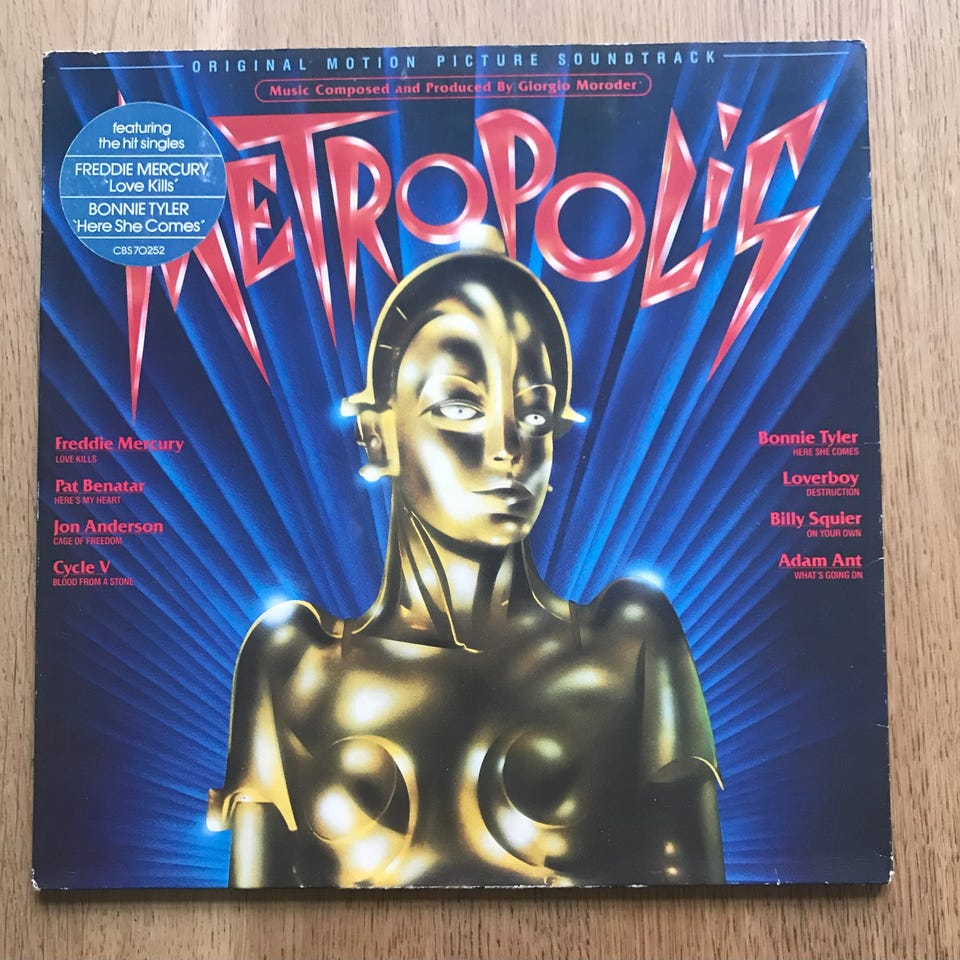 ORIGINAL MOTION PICTURE SOUNDTRACK
Music Composed and Produced By Giorgio Moroder
METROPOLIS
featuring
the hit singles
FREDDIE MERCURY
'Love Kills'
BONNIE TYLER
'Here She Comes'
CBS 70252
Freddie Mercury
LOVE KILLS
Pat Benatar
HERE'S MY HEART
Jon Anderson
CAGE OF FREEDOM
Cycle V
BLOOD FROM A STONE
Bonnie Tyler
HERE SHE COMES
Loverboy
DESTRUCTION
Billy Squier
ON YOUR OWN
Adam Ant
WHAT'S GOING ON